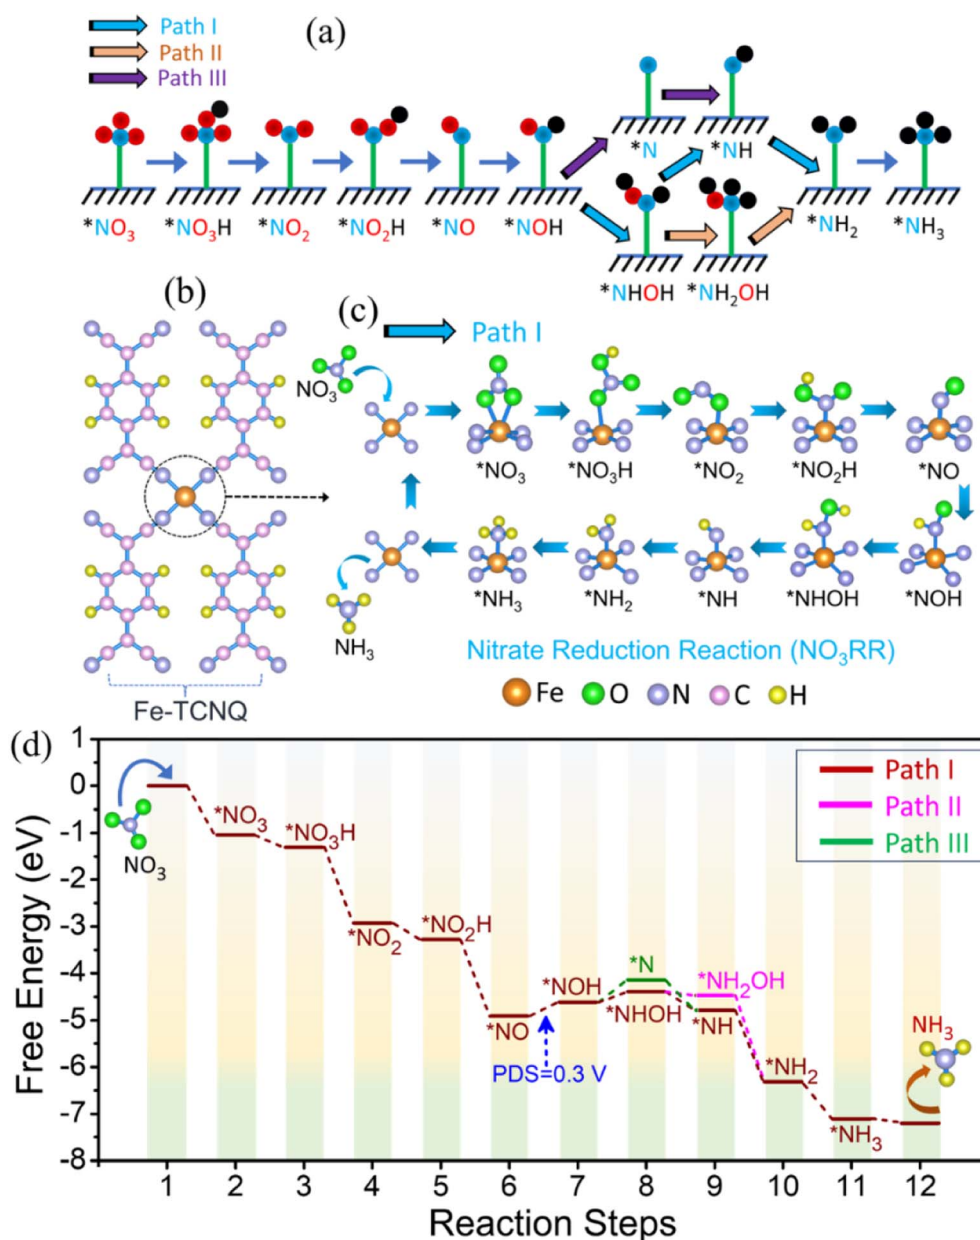 (a)
Path I
Path II
Path III
*N
*NH
*NO3
*NO3H
*NO2
*NO2H
*NO
*NOH
*NHOH
*NH2OH
*NH2
*NH3
(b)
Fe-TCNQ
(c)
Path I
NO3
*NO3
*NO3H
*NO2
*NO2H
*NO
NH3
*NH3
*NH2
*NH
*NHOH
*NOH
Nitrate Reduction Reaction (NO3RR)
Fe O N C H
(d)
Free Energy (eV)
1
0
-1
-2
-3
-4
-5
-6
-7
-8
Path I
Path II
Path III
NO3
*NO3
*NO3H
*NO2
*NO2H
*NO
*NOH
*N
*NHOH
*NH2OH
*NH
PDS=0.3 V
*NH2
*NH3
NH3
1 2 3 4 5 6 7 8 9 10 11 12
Reaction Steps